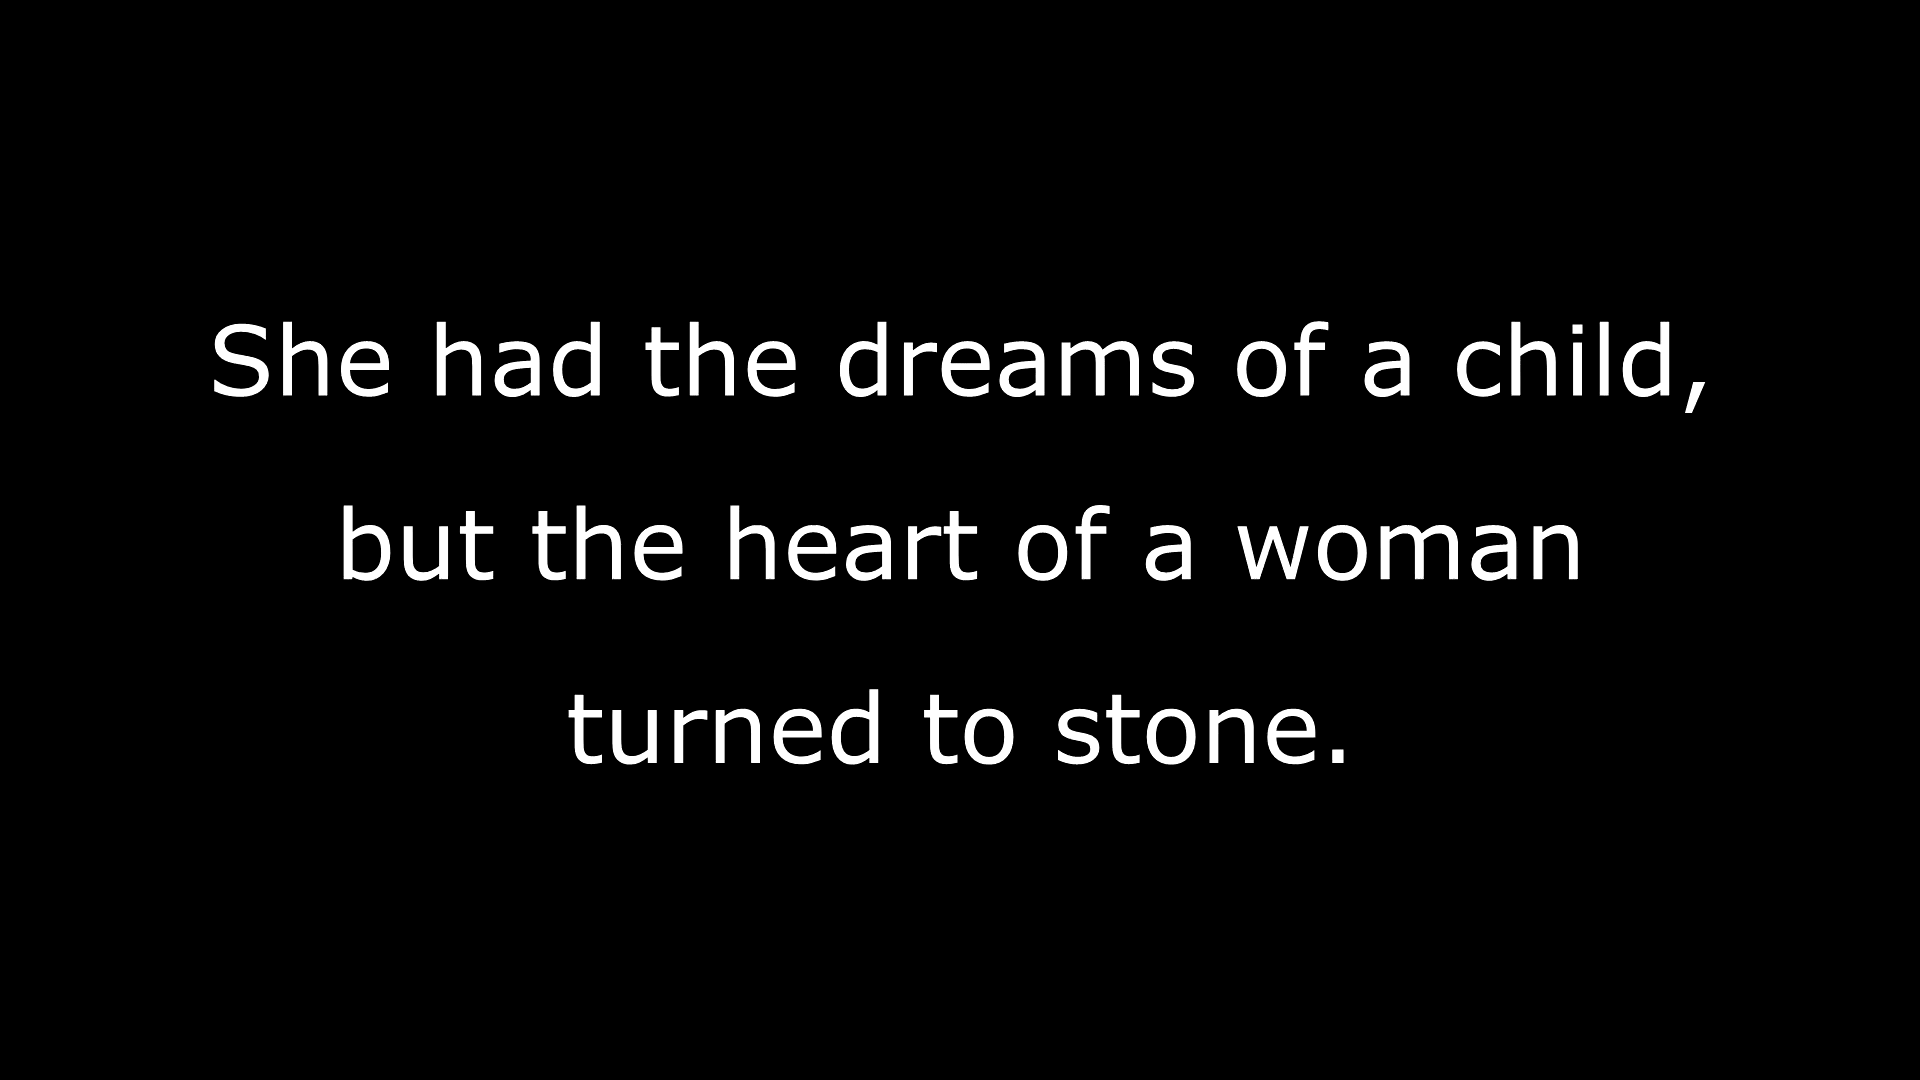 She had the dreams of a child,
but the heart of a woman
turned to stone.